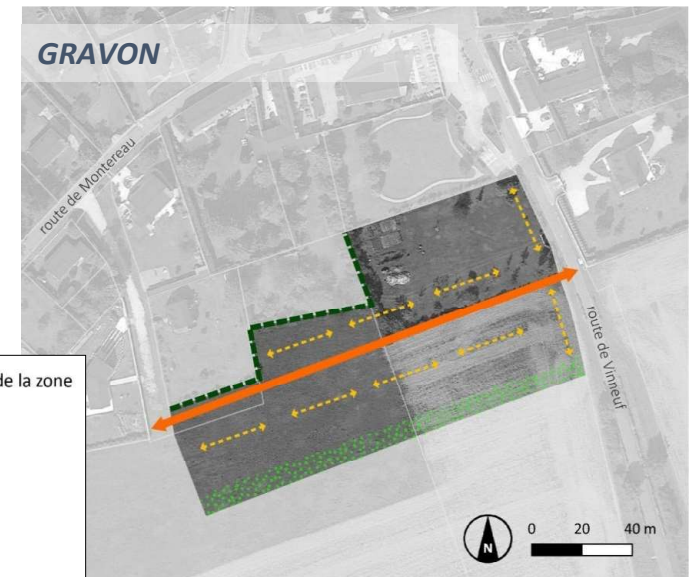 GRAVON
route de Montereau
route de Vinneuf
de la zone
N
0 20 40 m